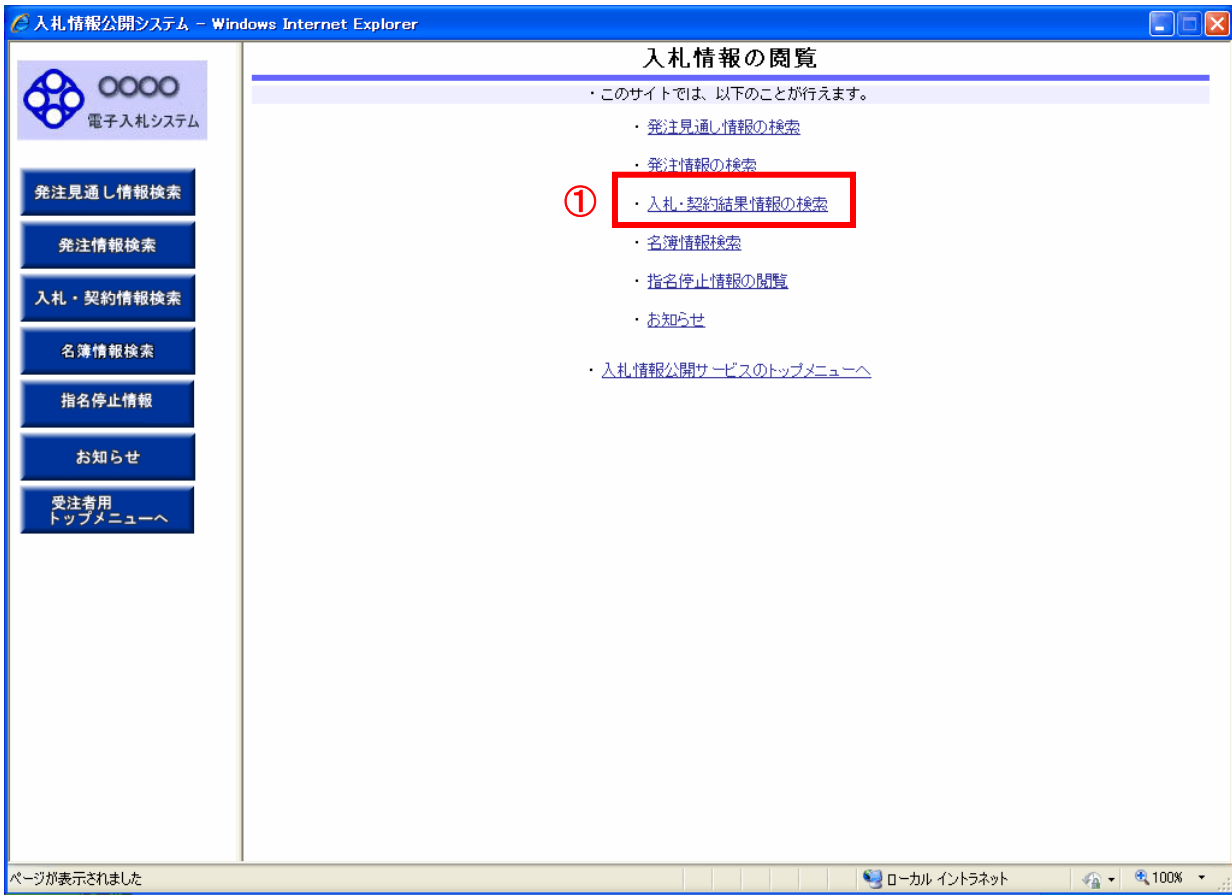 入札情報公開システム - Windows Internet Explorer
○○○○
電子入札システム
発注見通し情報検索
発注情報検索
入札・契約情報検索
名簿情報検索
指名停止情報
お知らせ
受注者用
トップメニューへ
入札情報の閲覧
・このサイトでは、以下のことが行えます。
・発注見通し情報の検索
・発注情報の検索
①
・入札・契約結果情報の検索
・名簿情報検索
・指名停止情報の閲覧
・お知らせ
・入札情報公開サービスのトップメニューへ
ページが表示されました
ローカル イントラネット
100%